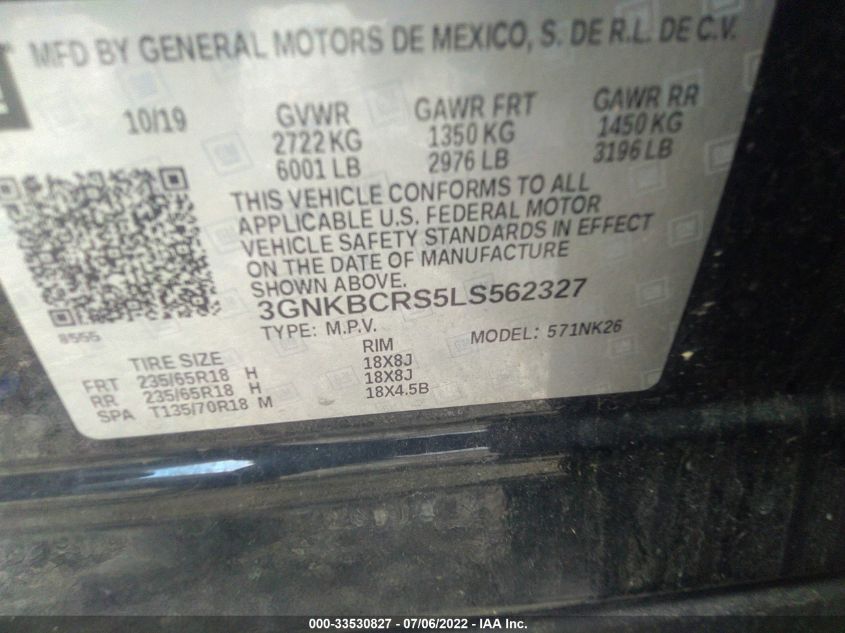 MFD BY GENERAL MOTORS DE MEXICO, S. DE R.L. DE C.V.
10/19 GVWR GAWR FRT GAWR RR
2722 KG 1350 KG 1450 KG
6001 LB 2976 LB 3196 LB
THIS VEHICLE CONFORMS TO ALL
APPLICABLE U.S. FEDERAL MOTOR
VEHICLE SAFETY STANDARDS IN EFFECT
ON THE DATE OF MANUFACTURE
SHOWN ABOVE.
3GNKBCRS5LS562327
8555 TYPE: M.P.V. MODEL: 571NK26
TIRE SIZE RIM
FRT 235/65R18 H 18X8J
RR 235/65R18 H 18X8J
SPA T135/70R18 M 18X4.5B
000-33530827 / 07/06/2022 - IAA Inc.